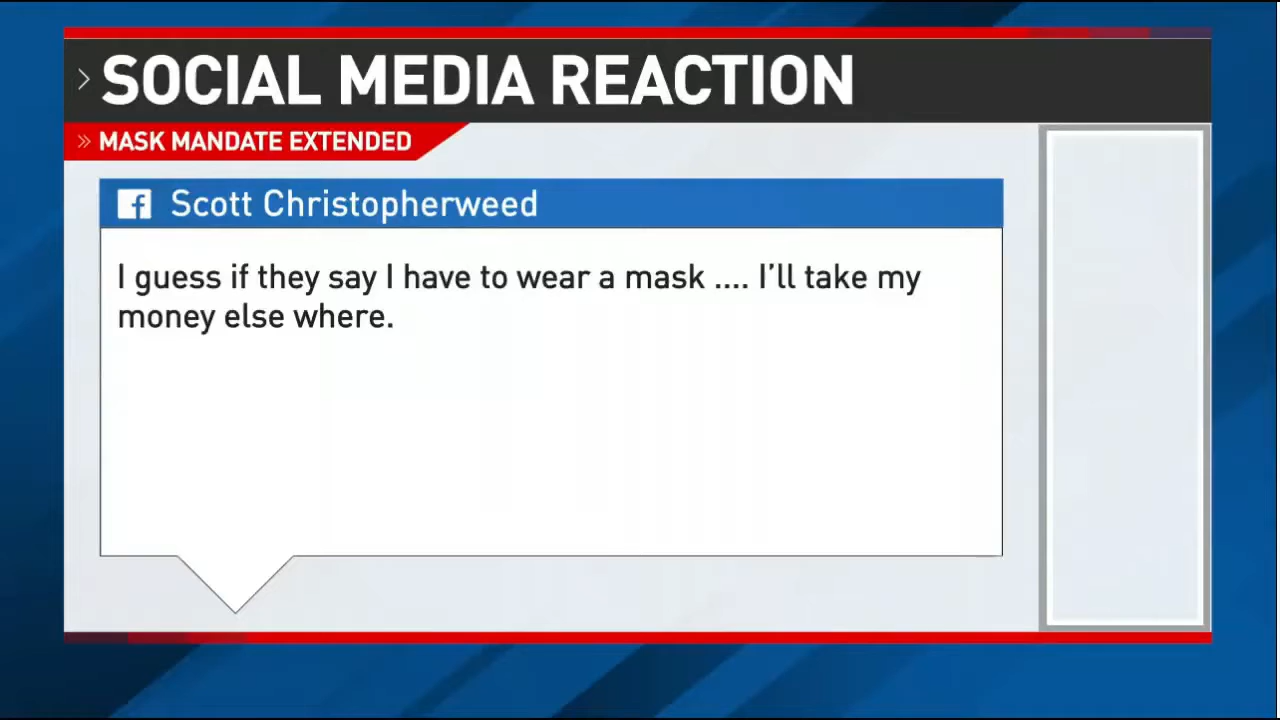 SOCIAL MEDIA REACTION
MASK MANDATE EXTENDED
Scott Christopherweed
I guess if they say I have to wear a mask .... I'll take my
money else where.